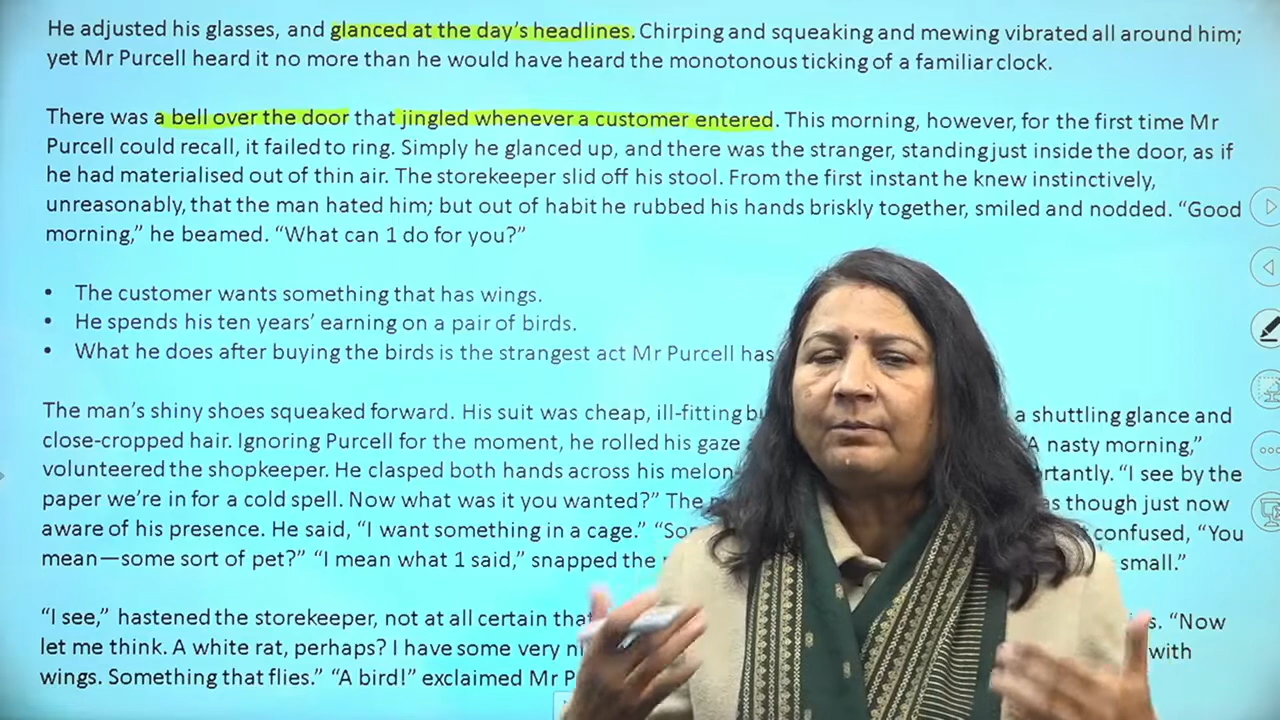 He adjusted his glasses, and glanced at the day’s headlines. Chirping and squeaking and mewing vibrated all around him;
yet Mr Purcell heard it no more than he would have heard the monotonous ticking of a familiar clock.
There was a bell over the door that jingled whenever a customer entered. This morning, however, for the first time Mr
Purcell could recall, it failed to ring. Simply he glanced up, and there was the stranger, standing just inside the door, as if
he had materialised out of thin air. The storekeeper slid off his stool. From the first instant he knew instinctively,
unreasonably, that the man hated him; but out of habit he rubbed his hands briskly together, smiled and nodded. “Good
morning,” he beamed. “What can 1 do for you?”
• The customer wants something that has wings.
• He spends his ten years’ earning on a pair of birds.
• What he does after buying the birds is the strangest act Mr Purcell has
The man’s shiny shoes squeaked forward. His suit was cheap, ill-fitting a shuttling glance and
close-cropped hair. Ignoring Purcell for the moment, he rolled his gaze “A nasty morning,”
volunteered the shopkeeper. He clasped both hands across his melon “I see by the
paper we’re in for a cold spell. Now what was it you wanted?” The as though just now
aware of his presence. He said, “I want something in a cage.” confused, “You
mean—some sort of pet?” “I mean what 1 said,” snapped the small.”
“I see,” hastened the storekeeper, not at all certain “Now
let me think. A white rat, perhaps? I have some very with
wings. Something that flies.” “A bird!” exclaimed Mr